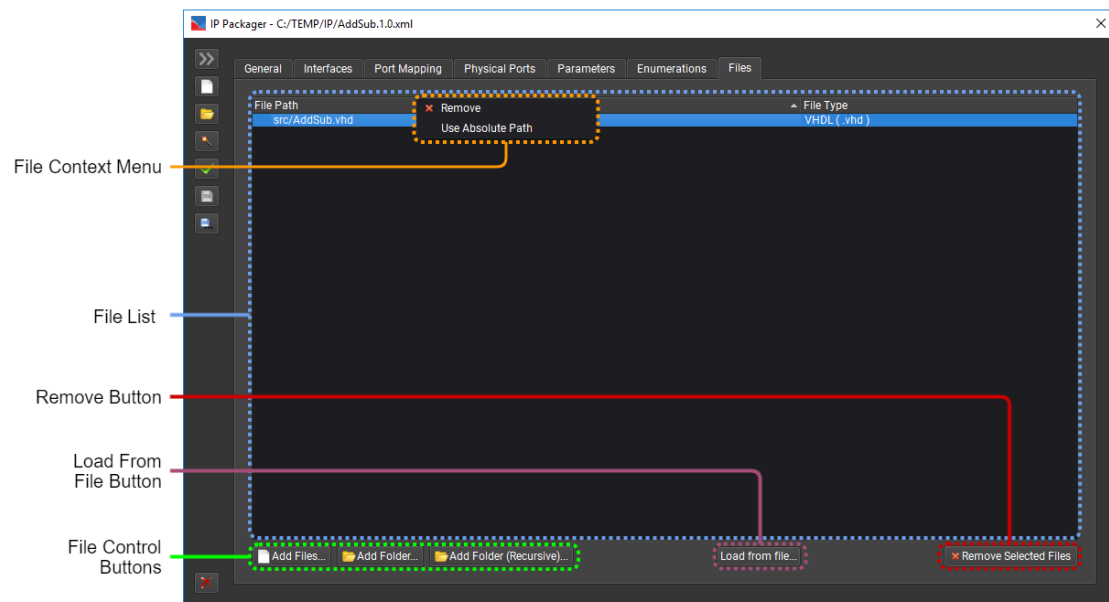 IP Packager - C:/TEMP/IP/AddSub.1.0.xml
General Interfaces Port Mapping Physical Ports Parameters Enumerations Files
File Path File Type
src/AddSub.vhd VHDL ( .vhd )
Remove
Use Absolute Path
File Context Menu
File List
Remove Button
Load From
File Button
File Control
Buttons
Add Files... Add Folder... Add Folder (Recursive)... Load from file... Remove Selected Files